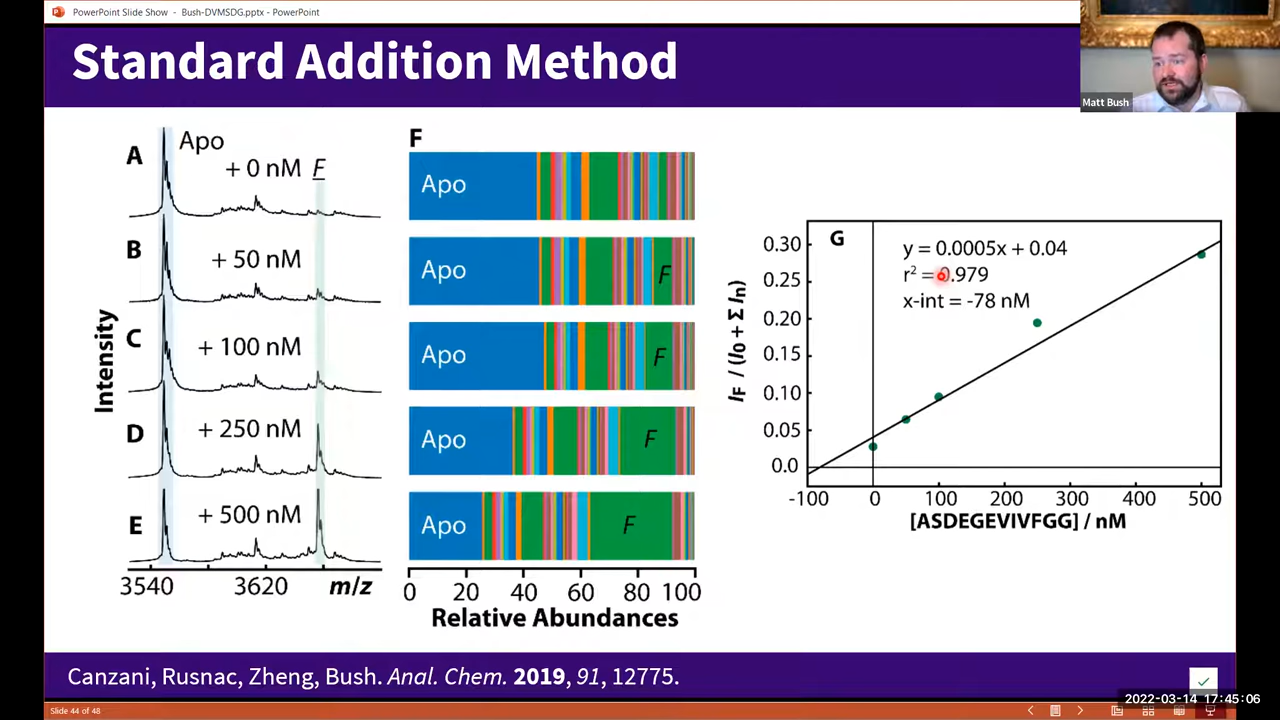 PowerPoint Slide Show - Bush-DVMSDG.pptx - PowerPoint
Standard Addition Method
Matt Bush
A
Apo
+ 0 nM F
B
+ 50 nM
C
+ 100 nM
D
+ 250 nM
E
+ 500 nM
Intensity
3540 3620 m/z
F
Apo
Apo F
Apo F
Apo F
Apo F
0 20 40 60 80 100
Relative Abundances
G
y = 0.0005x + 0.04
r² = 0.979
x-int = -78 nM
0.30
0.25
0.20
0.15
0.10
0.05
0.0
IF / (I0 + Σ In)
-100 0 100 200 300 400 500
[ASDEGEVIVFGG] / nM
Canzani, Rusnac, Zheng, Bush. Anal. Chem. 2019, 91, 12775.
2022-03-14 17:45:06
Slide 44 of 48